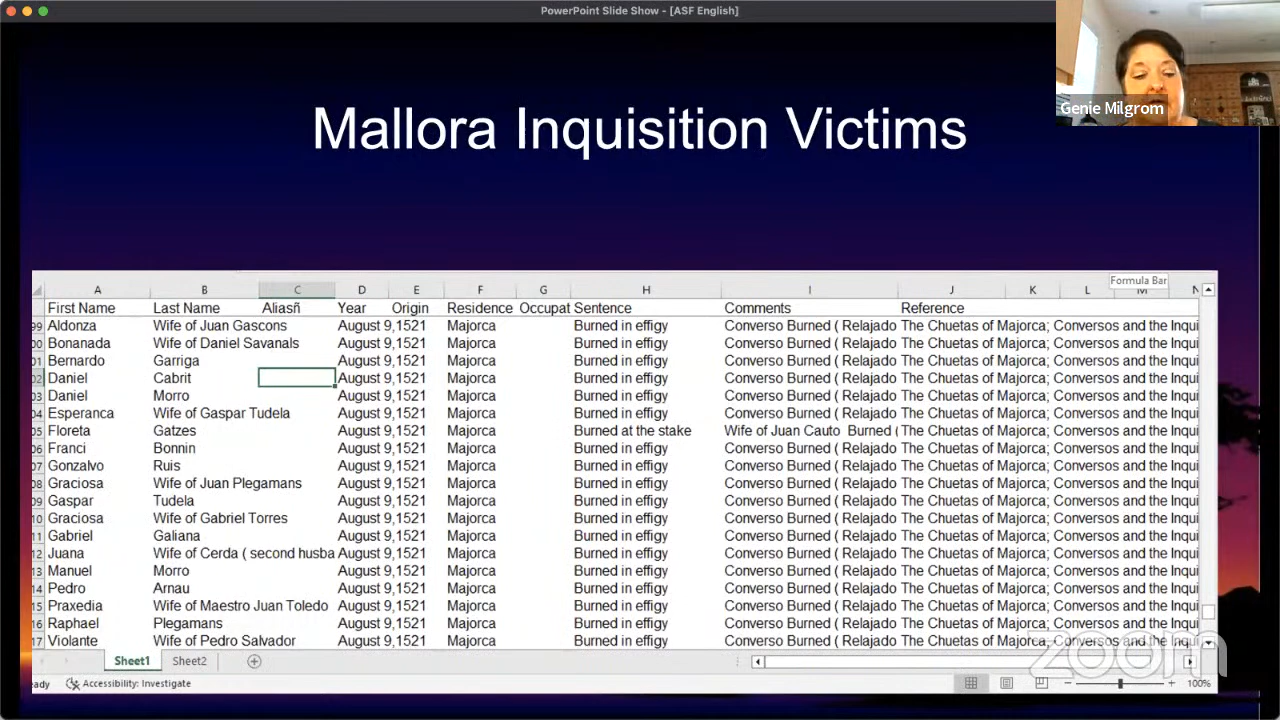 PowerPoint Slide Show - [ASF English]
Genie Milgrom
Mallora Inquisition Victims
Formula Bar
A B C D E F G H I J K L M N
First Name Last Name Aliasñ Year Origin Residence Occupat Sentence Comments Reference
99 Aldonza Wife of Juan Gascons August 9,1521 Majorca Burned in effigy Converso Burned ( Relajado The Chuetas of Majorca; Conversos and the Inqui
00 Bonanada Wife of Daniel Savanals August 9,1521 Majorca Burned in effigy Converso Burned ( Relajado The Chuetas of Majorca; Conversos and the Inqui
01 Bernardo Garriga August 9,1521 Majorca Burned in effigy Converso Burned ( Relajado The Chuetas of Majorca; Conversos and the Inqui
02 Daniel Cabrit August 9,1521 Majorca Burned in effigy Converso Burned ( Relajado The Chuetas of Majorca; Conversos and the Inqui
03 Daniel Morro August 9,1521 Majorca Burned in effigy Converso Burned ( Relajado The Chuetas of Majorca; Conversos and the Inqui
04 Esperanca Wife of Gaspar Tudela August 9,1521 Majorca Burned in effigy Converso Burned ( Relajado The Chuetas of Majorca; Conversos and the Inqui
05 Floreta Gatzes August 9,1521 Majorca Burned at the stake Wife of Juan Cauto Burned ( The Chuetas of Majorca; Conversos and the Inqui
06 Franci Bonnin August 9,1521 Majorca Burned in effigy Converso Burned ( Relajado The Chuetas of Majorca; Conversos and the Inqui
07 Gonzalvo Ruis August 9,1521 Majorca Burned in effigy Converso Burned ( Relajado The Chuetas of Majorca; Conversos and the Inqui
08 Graciosa Wife of Juan Plegamans August 9,1521 Majorca Burned in effigy Converso Burned ( Relajado The Chuetas of Majorca; Conversos and the Inqui
09 Gaspar Tudela August 9,1521 Majorca Burned in effigy Converso Burned ( Relajado The Chuetas of Majorca; Conversos and the Inqui
10 Graciosa Wife of Gabriel Torres August 9,1521 Majorca Burned in effigy Converso Burned ( Relajado The Chuetas of Majorca; Conversos and the Inqui
11 Gabriel Galiana August 9,1521 Majorca Burned in effigy Converso Burned ( Relajado The Chuetas of Majorca; Conversos and the Inqui
12 Juana Wife of Cerda ( second husba August 9,1521 Majorca Burned in effigy Converso Burned ( Relajado The Chuetas of Majorca; Conversos and the Inqui
13 Manuel Morro August 9,1521 Majorca Burned in effigy Converso Burned ( Relajado The Chuetas of Majorca; Conversos and the Inqui
14 Pedro Arnau August 9,1521 Majorca Burned in effigy Converso Burned ( Relajado The Chuetas of Majorca; Conversos and the Inqui
15 Praxedia Wife of Maestro Juan Toledo August 9,1521 Majorca Burned in effigy Converso Burned ( Relajado The Chuetas of Majorca; Conversos and the Inqui
16 Raphael Plegamans August 9,1521 Majorca Burned in effigy Converso Burned ( Relajado The Chuetas of Majorca; Conversos and the Inqui
17 Violante Wife of Pedro Salvador August 9,1521 Majorca Burned in effigy Converso Burned ( Relajado The Chuetas of Majorca; Conversos and the Inqui
Sheet1 Sheet2
zoom
eady Accessibility: Investigate 100%